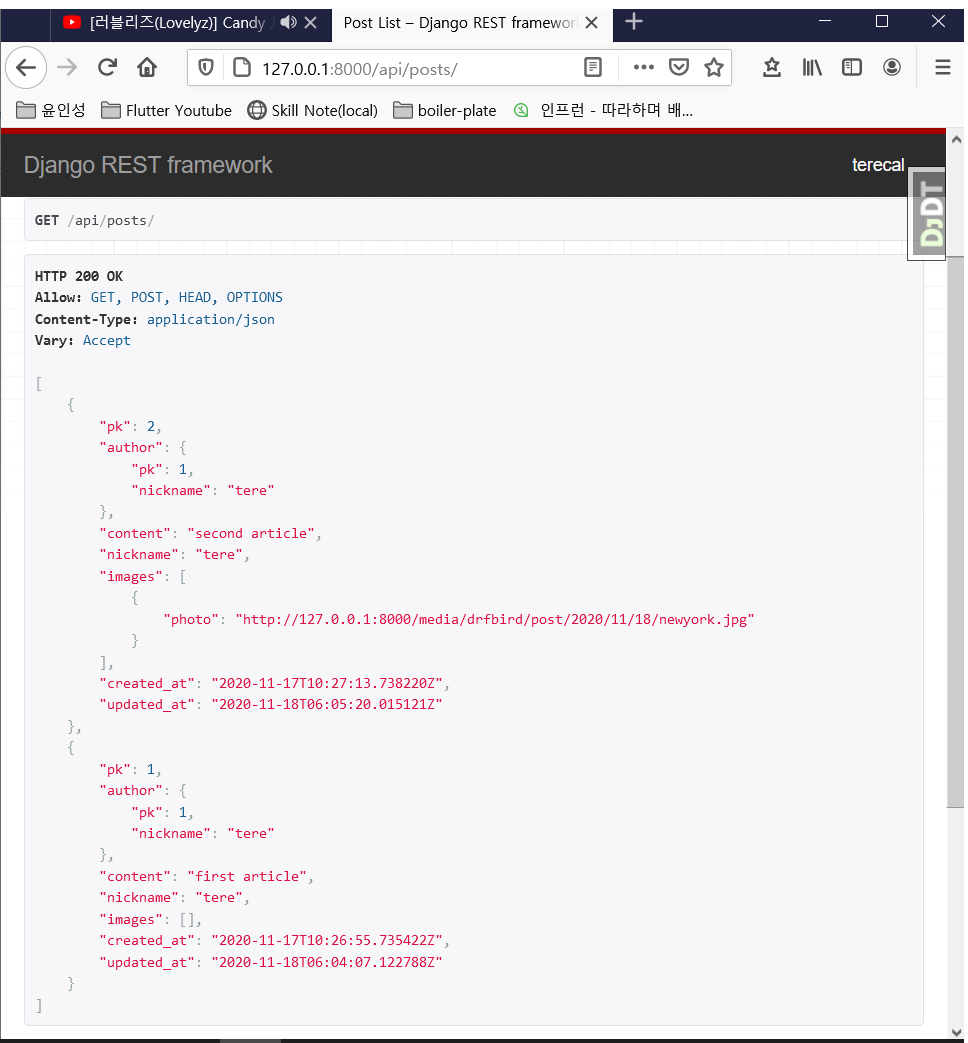 [러블리즈(Lovelyz)] Candy J
Post List – Django REST framework
127.0.0.1:8000/api/posts/
윤인성 Flutter Youtube Skill Note(local) boiler-plate 인프런 - 따라하며 배...
Django REST framework terecal
DjDT
GET /api/posts/
HTTP 200 OK
Allow: GET, POST, HEAD, OPTIONS
Content-Type: application/json
Vary: Accept
[
    {
        "pk": 2,
        "author": {
            "pk": 1,
            "nickname": "tere"
        },
        "content": "second article",
        "nickname": "tere",
        "images": [
            {
                "photo": "http://127.0.0.1:8000/media/drfbird/post/2020/11/18/newyork.jpg"
            }
        ],
        "created_at": "2020-11-17T10:27:13.738220Z",
        "updated_at": "2020-11-18T06:05:20.015121Z"
    },
    {
        "pk": 1,
        "author": {
            "pk": 1,
            "nickname": "tere"
        },
        "content": "first article",
        "nickname": "tere",
        "images": [],
        "created_at": "2020-11-17T10:26:55.735422Z",
        "updated_at": "2020-11-18T06:04:07.122788Z"
    }
]